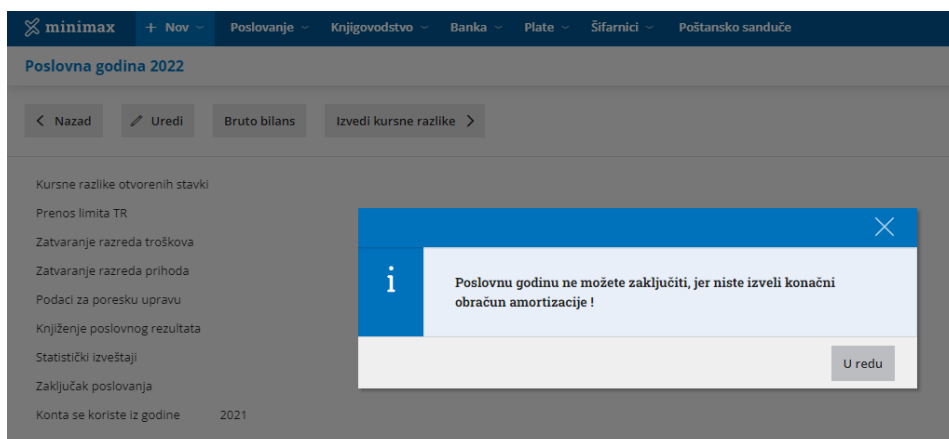 minimax + Nov Poslovanje Knjigovodstvo Banka Plate Šifarnici Poštansko sanduče
Poslovna godina 2022
Nazad Uredi Bruto bilans Izvedi kursne razlike
Kursne razlike otvorenih stavki
Prenos limita TR
Zatvaranje razreda troškova
Zatvaranje razreda prihoda
Podaci za poresku upravu
Knjiženje poslovnog rezultata
Statistički izveštaji
Zaključak poslovanja
Konta se koriste iz godine 2021
Poslovnu godinu ne možete zaključiti, jer niste izveli konačni
obračun amortizacije !
U redu